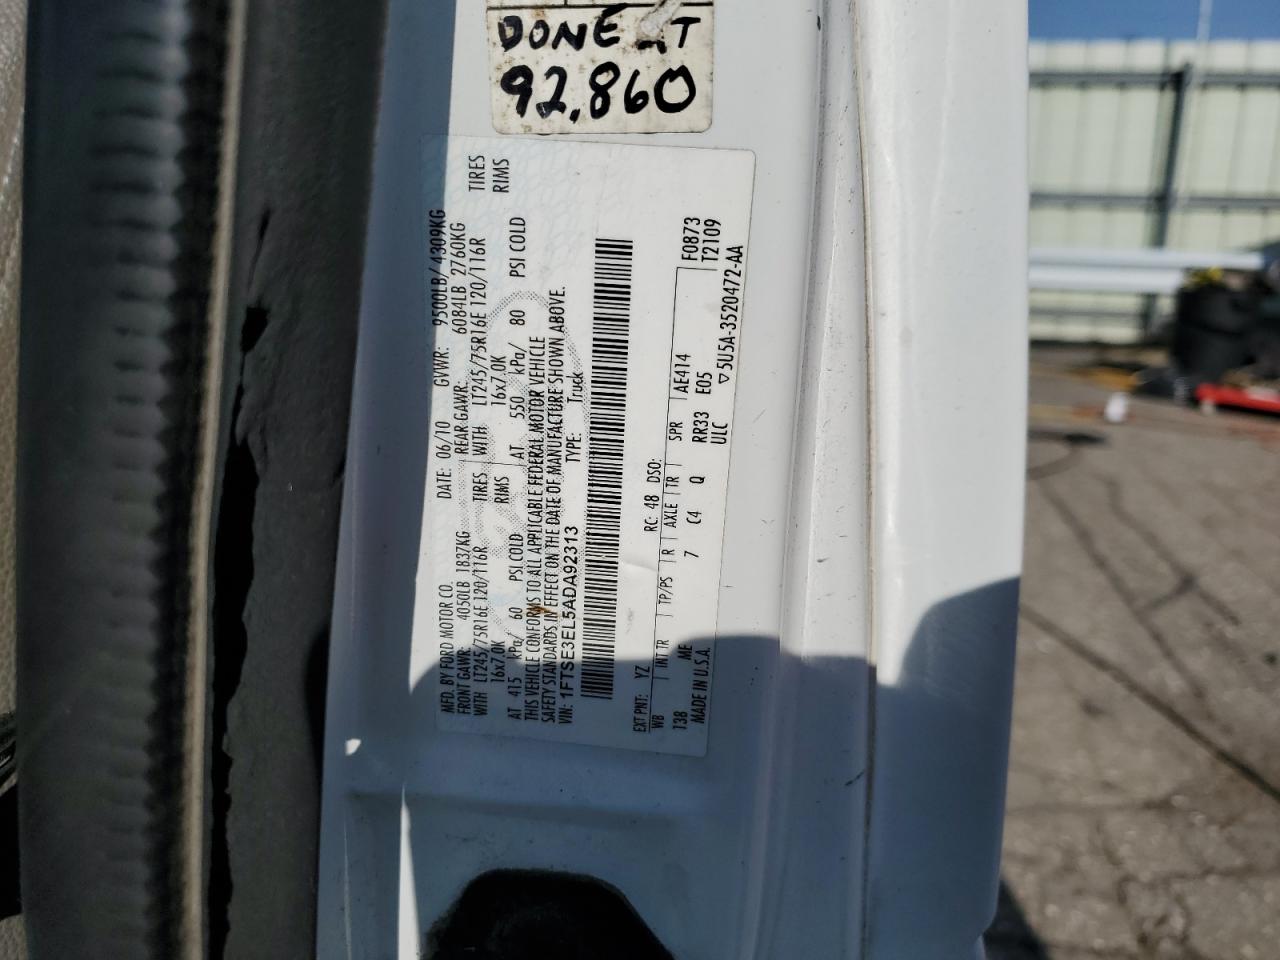 DONE AT
92,860
MFD. BY FORD MOTOR CO.
DATE: 06/10 GVWR: 9500LB/4309KG
FRONT GAWR: 4050LB 1837KG REAR GAWR: 6084LB 2760KG
WITH LT245/75R16E 120/116R TIRES WITH LT245/75R16E 120/116R TIRES
16x7.0K RIMS 16x7.0K RIMS
AT 415 kPa/ 60 PSI COLD AT 550 kPa/ 80 PSI COLD
THIS VEHICLE CONFORMS TO ALL APPLICABLE FEDERAL MOTOR VEHICLE
SAFETY STANDARDS IN EFFECT ON THE DATE OF MANUFACTURE SHOWN ABOVE.
VIN: 1FTSE3EL5ADA92313 TYPE: Truck
EXT PNT: YZ RC: 48 DSO: F0873
WB INT TR TP/PS R AXLE TR SPR AE414 T2109
138 ME 7 C4 Q RR33 E05
MADE IN U.S.A. ULC ▽5U5A-3520472-AA